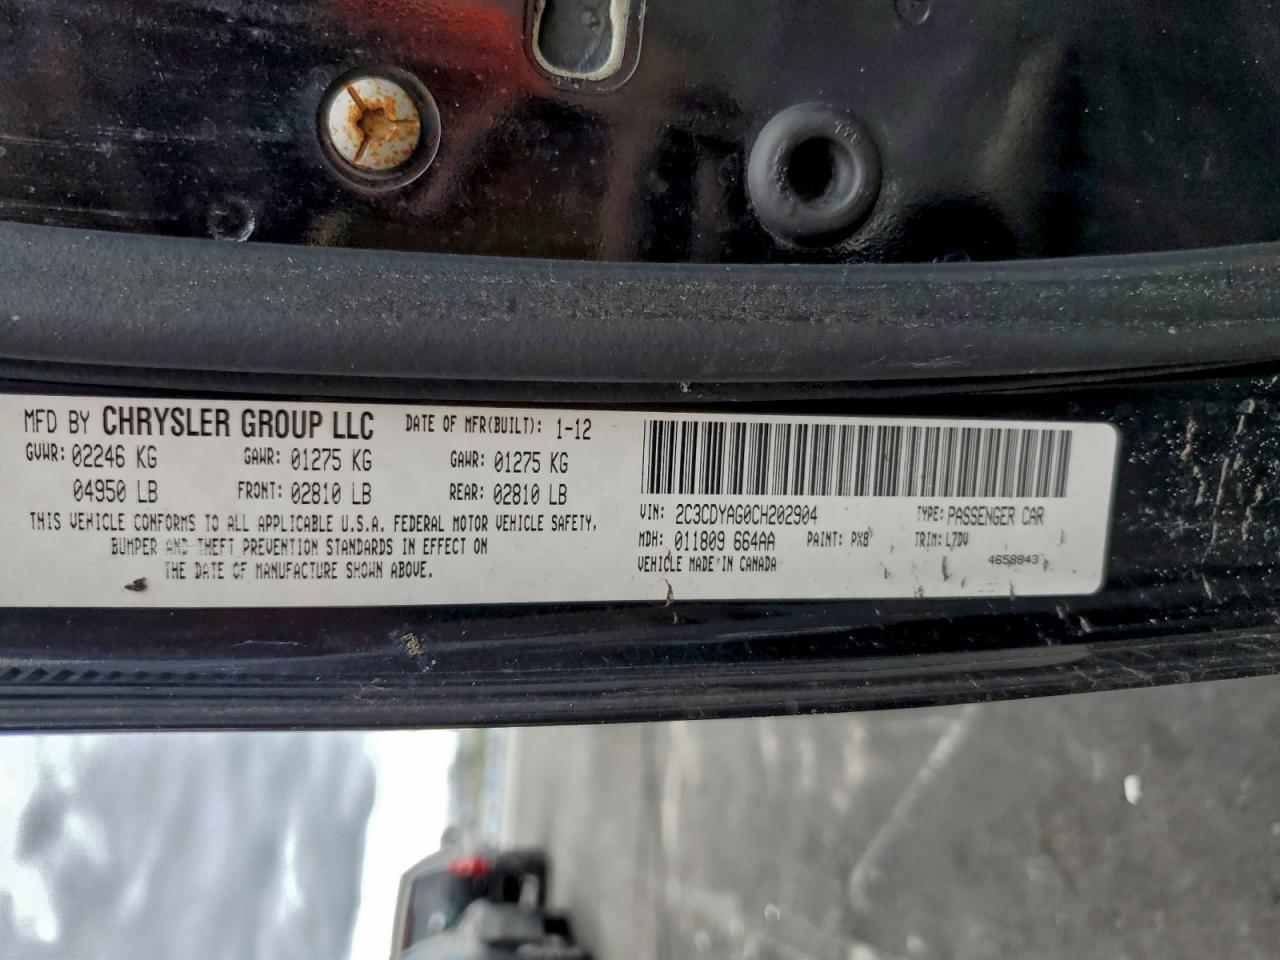 MFD BY CHRYSLER GROUP LLC DATE OF MFR(BUILT): 1-12
GVWR: 02246 KG GAWR: 01275 KG GAWR: 01275 KG
04950 LB FRONT: 02810 LB REAR: 02810 LB
THIS VEHICLE CONFORMS TO ALL APPLICABLE U.S.A. FEDERAL MOTOR VEHICLE SAFETY,
BUMPER AND THEFT PREVENTION STANDARDS IN EFFECT ON
THE DATE OF MANUFACTURE SHOWN ABOVE.
VIN: 2C3CDYAG0CH202904 TYPE: PASSENGER CAR
MDH: 011809 664AA PAINT: PX8 TRIM: L7DV
VEHICLE MADE IN CANADA 4658843